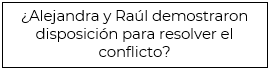 ¿Alejandra y Raúl demostraron
disposición para resolver el
conflicto?